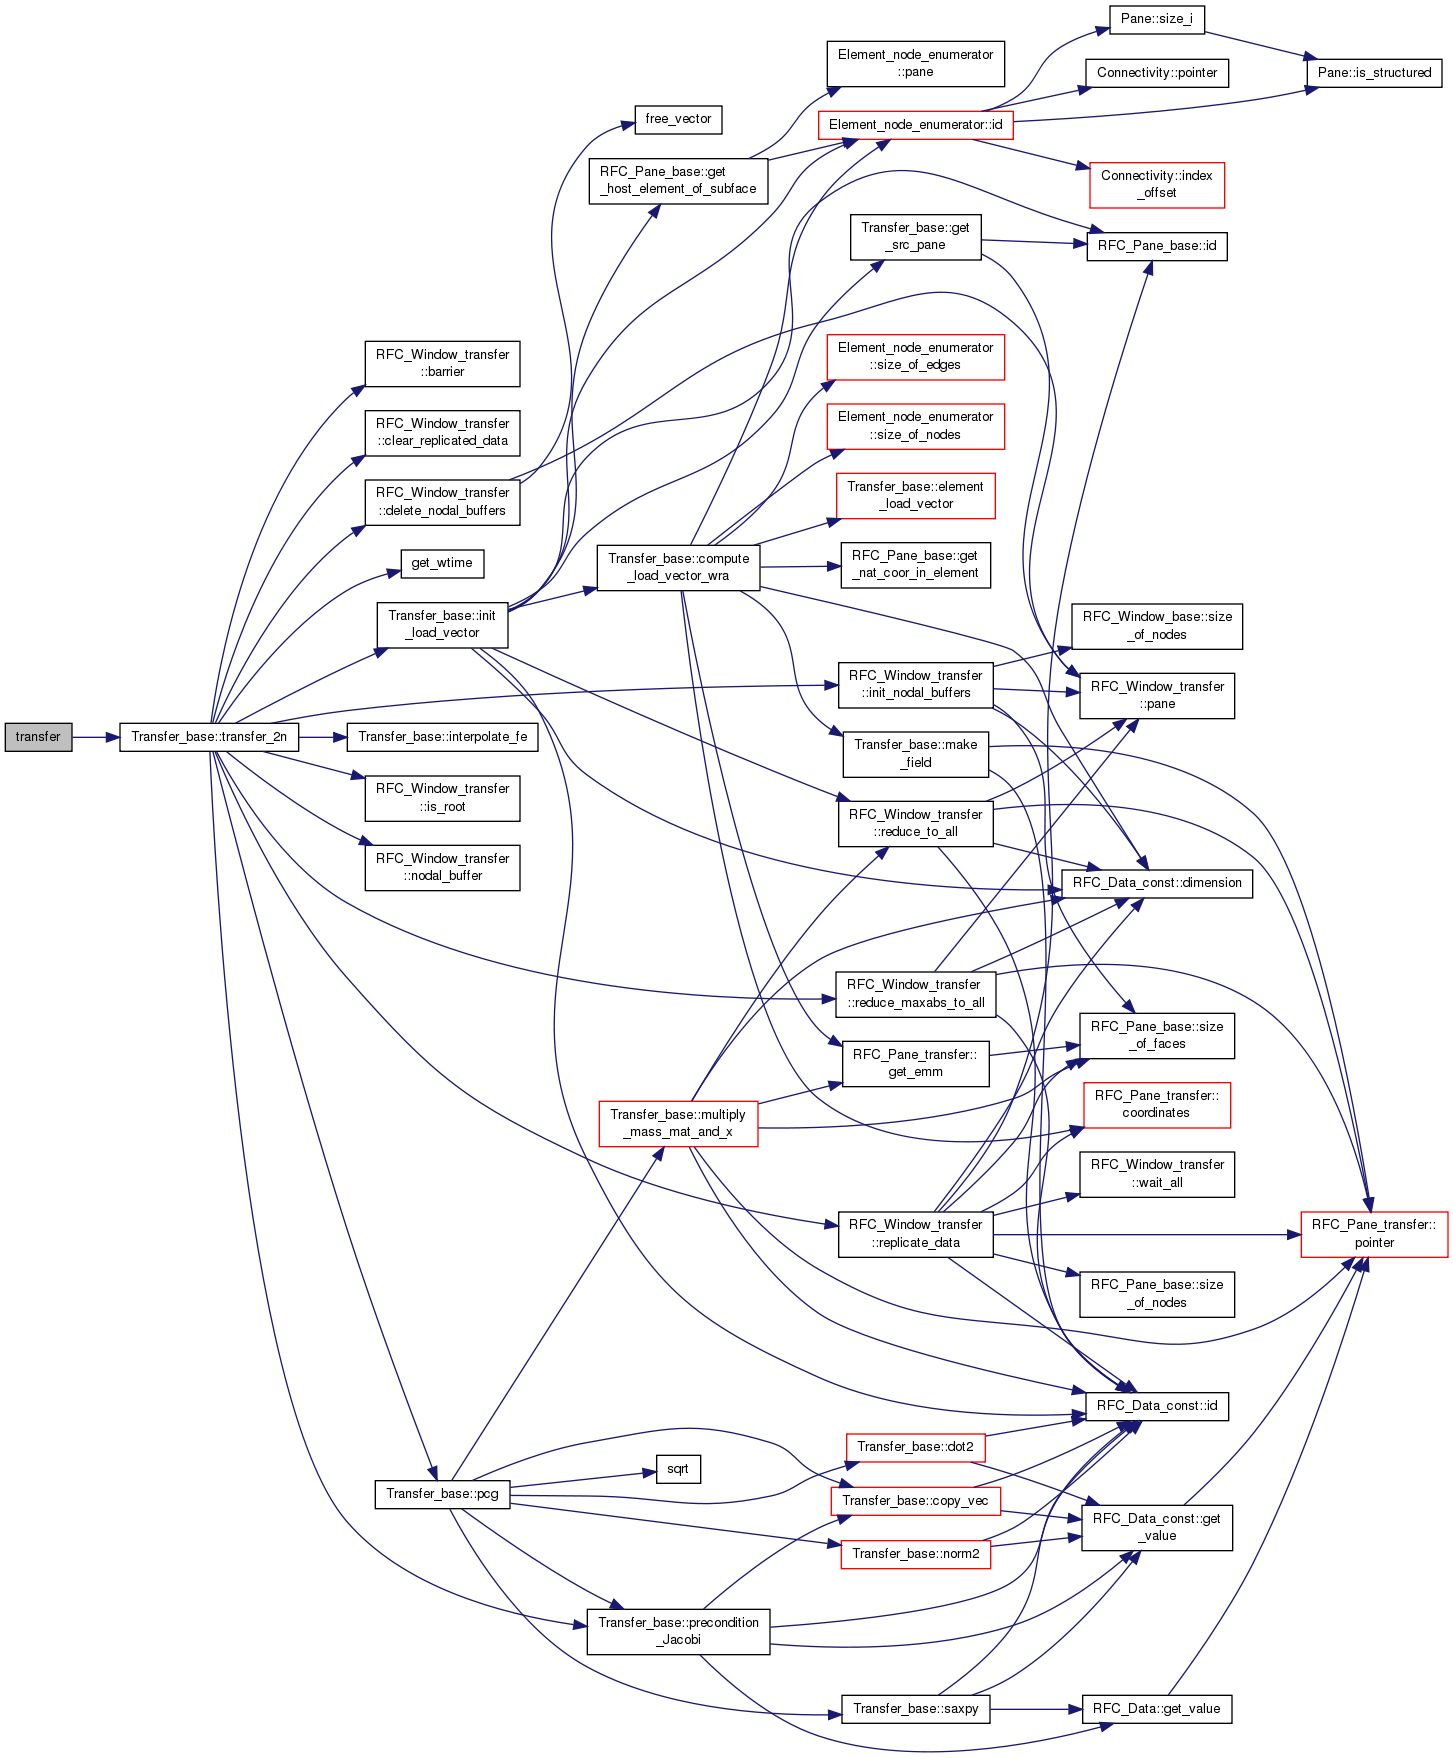 Pane::size_i
Element_node_enumerator
::pane
Connectivity::pointer
Pane::is_structured
free_vector
Element_node_enumerator::id
RFC_Pane_base::get
_host_element_of_subface
Connectivity::index
_offset
Transfer_base::get
_src_pane
RFC_Pane_base::id
RFC_Window_transfer
::barrier
Element_node_enumerator
::size_of_edges
RFC_Window_transfer
::clear_replicated_data
Element_node_enumerator
::size_of_nodes
RFC_Window_transfer
::delete_nodal_buffers
Transfer_base::element
_load_vector
get_wtime
Transfer_base::compute
_load_vector_wra
RFC_Pane_base::get
_nat_coor_in_element
Transfer_base::init
_load_vector
RFC_Window_base::size
_of_nodes
RFC_Window_transfer
::init_nodal_buffers
RFC_Window_transfer
::pane
transfer
Transfer_base::transfer_2n
Transfer_base::interpolate_fe
Transfer_base::make
_field
RFC_Window_transfer
::is_root
RFC_Window_transfer
::reduce_to_all
RFC_Window_transfer
::nodal_buffer
RFC_Data_const::dimension
RFC_Window_transfer
::reduce_maxabs_to_all
RFC_Pane_base::size
_of_faces
RFC_Pane_transfer::
get_emm
Transfer_base::multiply
_mass_mat_and_x
RFC_Pane_transfer::
coordinates
RFC_Window_transfer
::wait_all
RFC_Window_transfer
::replicate_data
RFC_Pane_transfer::
pointer
RFC_Pane_base::size
_of_nodes
RFC_Data_const::id
Transfer_base::dot2
sqrt
Transfer_base::pcg
Transfer_base::copy_vec
RFC_Data_const::get
_value
Transfer_base::norm2
Transfer_base::precondition
_Jacobi
Transfer_base::saxpy
RFC_Data::get_value